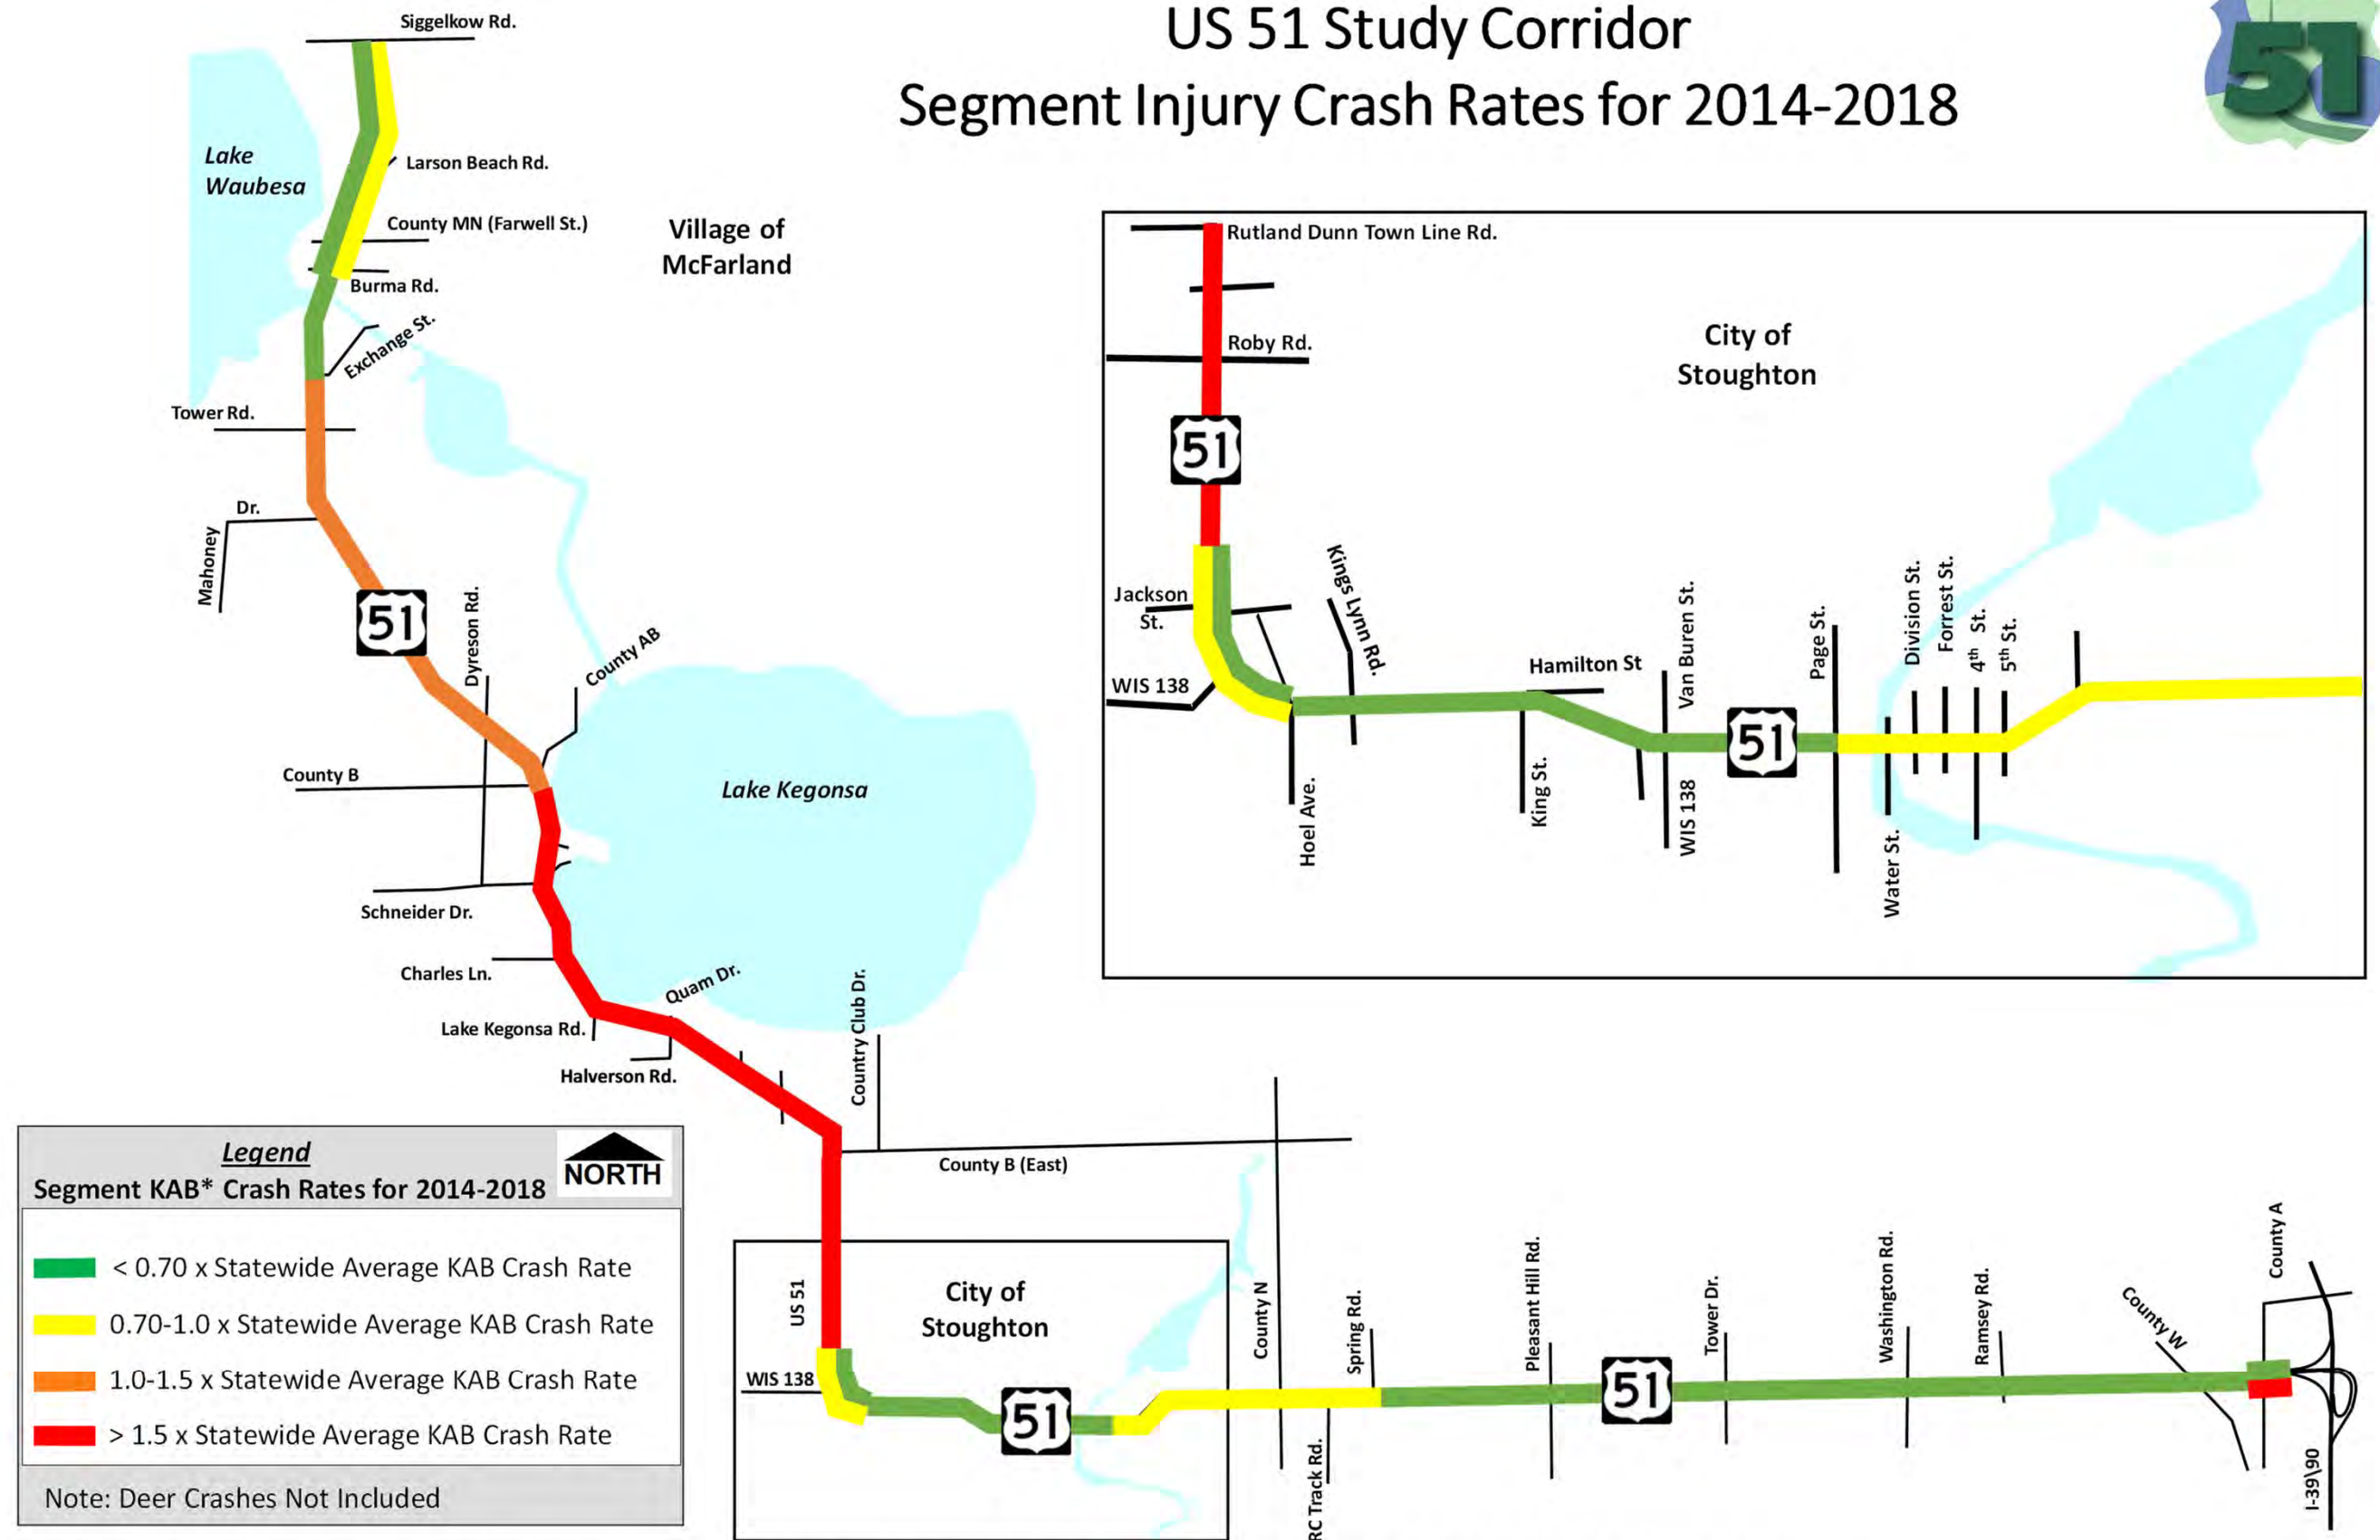 US 51 Study Corridor
Segment Injury Crash Rates for 2014-2018
51
Siggelkow Rd.
Lake
Waubesa
Larson Beach Rd.
County MN (Farwell St.)
Village of
McFarland
Burma Rd.
Exchange St.
Tower Rd.
Dr.
Mahoney
51
Dyreson Rd.
County AB
County B
Lake Kegonsa
Schneider Dr.
Charles Ln.
Quam Dr.
Lake Kegonsa Rd.
Halverson Rd.
Country Club Dr.
County B (East)
Rutland Dunn Town Line Rd.
Roby Rd.
City of
Stoughton
51
Jackson
St.
Kings Lynn Rd.
WIS 138
Hamilton St
Van Buren St.
Page St.
Division St.
Forrest St.
4th St.
5th St.
51
Hoel Ave.
King St.
WIS 138
Water St.
Legend
NORTH
Segment KAB* Crash Rates for 2014-2018
< 0.70 x Statewide Average KAB Crash Rate
0.70-1.0 x Statewide Average KAB Crash Rate
1.0-1.5 x Statewide Average KAB Crash Rate
> 1.5 x Statewide Average KAB Crash Rate
Note: Deer Crashes Not Included
US 51
City of
Stoughton
WIS 138
51
County N
Spring Rd.
RC Track Rd.
Pleasant Hill Rd.
51
Tower Dr.
Washington Rd.
Ramsey Rd.
County W
County A
I-39\90